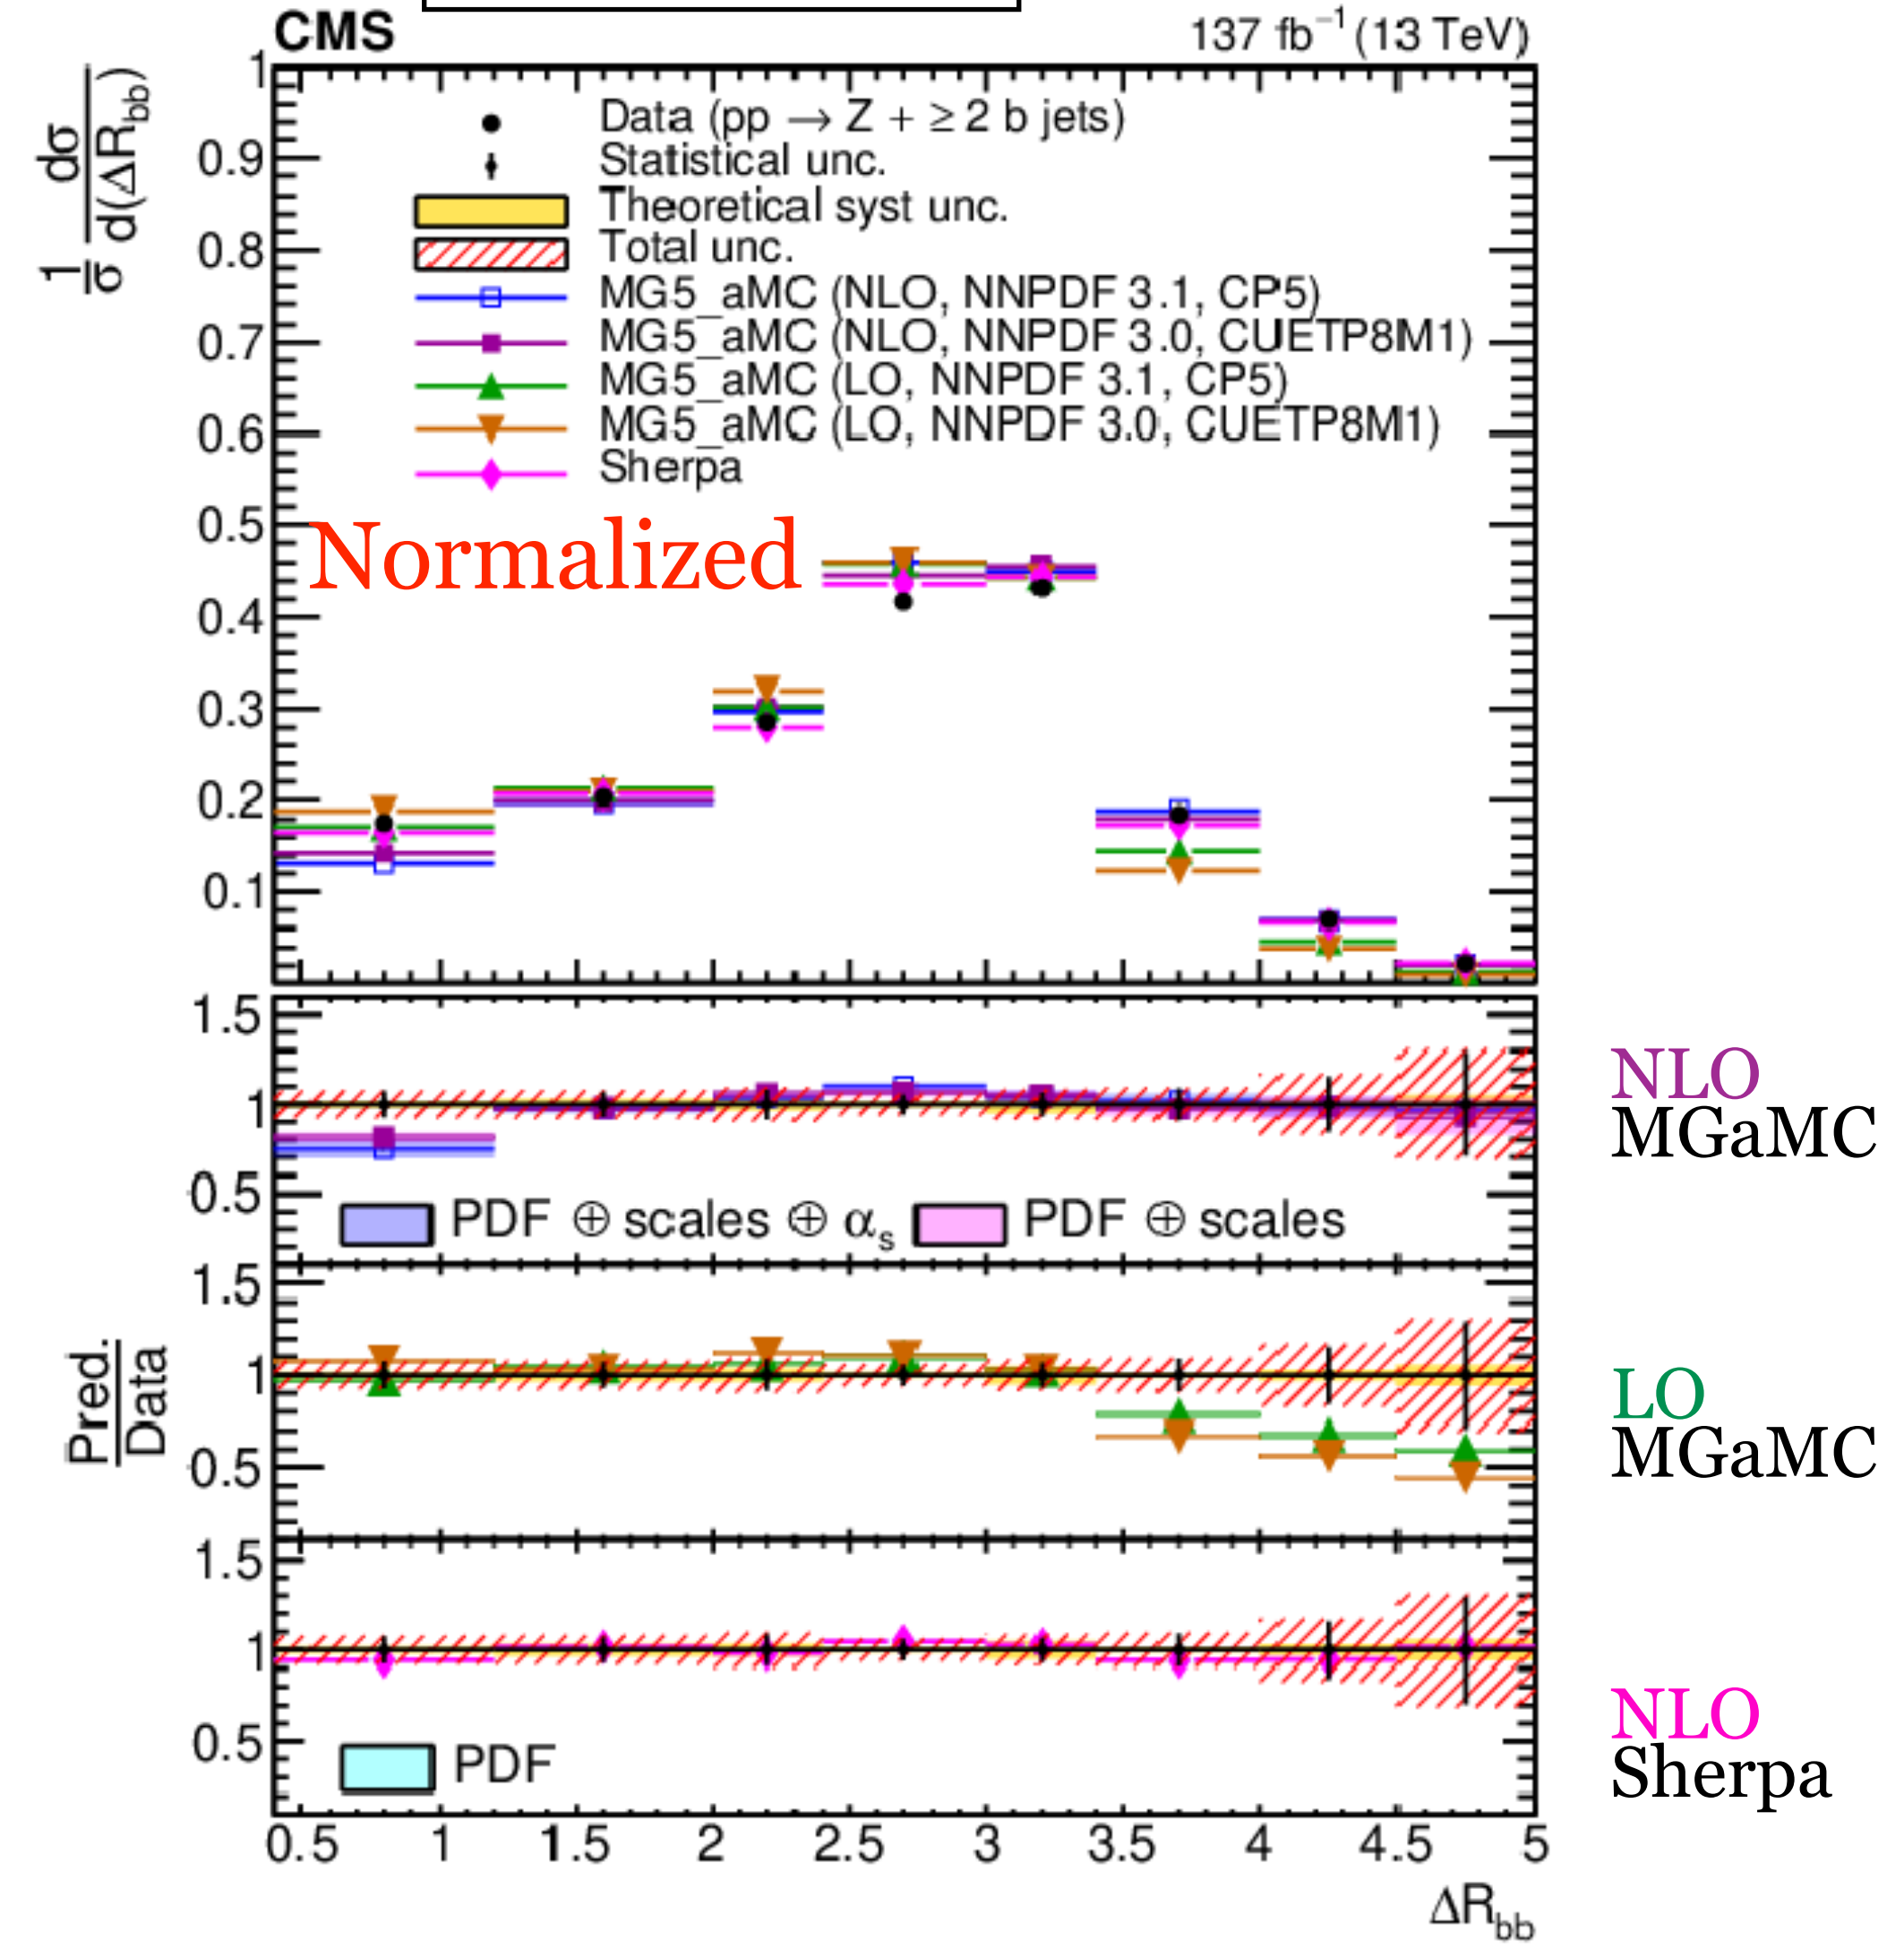 CMS 137 fb⁻¹ (13 TeV)
1/σ dσ/d(ΔR_bb)
1
0.9
0.8
0.7
0.6
0.5
0.4
0.3
0.2
0.1
Data (pp → Z + ≥ 2 b jets)
Statistical unc.
Theoretical syst unc.
Total unc.
MG5_aMC (NLO, NNPDF 3.1, CP5)
MG5_aMC (NLO, NNPDF 3.0, CUETP8M1)
MG5_aMC (LO, NNPDF 3.1, CP5)
MG5_aMC (LO, NNPDF 3.0, CUETP8M1)
Sherpa
Normalized
1.5
1
0.5
PDF ⊕ scales ⊕ α_s PDF ⊕ scales
NLO
MGaMC
Pred.
Data
1.5
1
0.5
LO
MGaMC
1.5
1
0.5
PDF
NLO
Sherpa
0.5 1 1.5 2 2.5 3 3.5 4 4.5 5
ΔR_bb